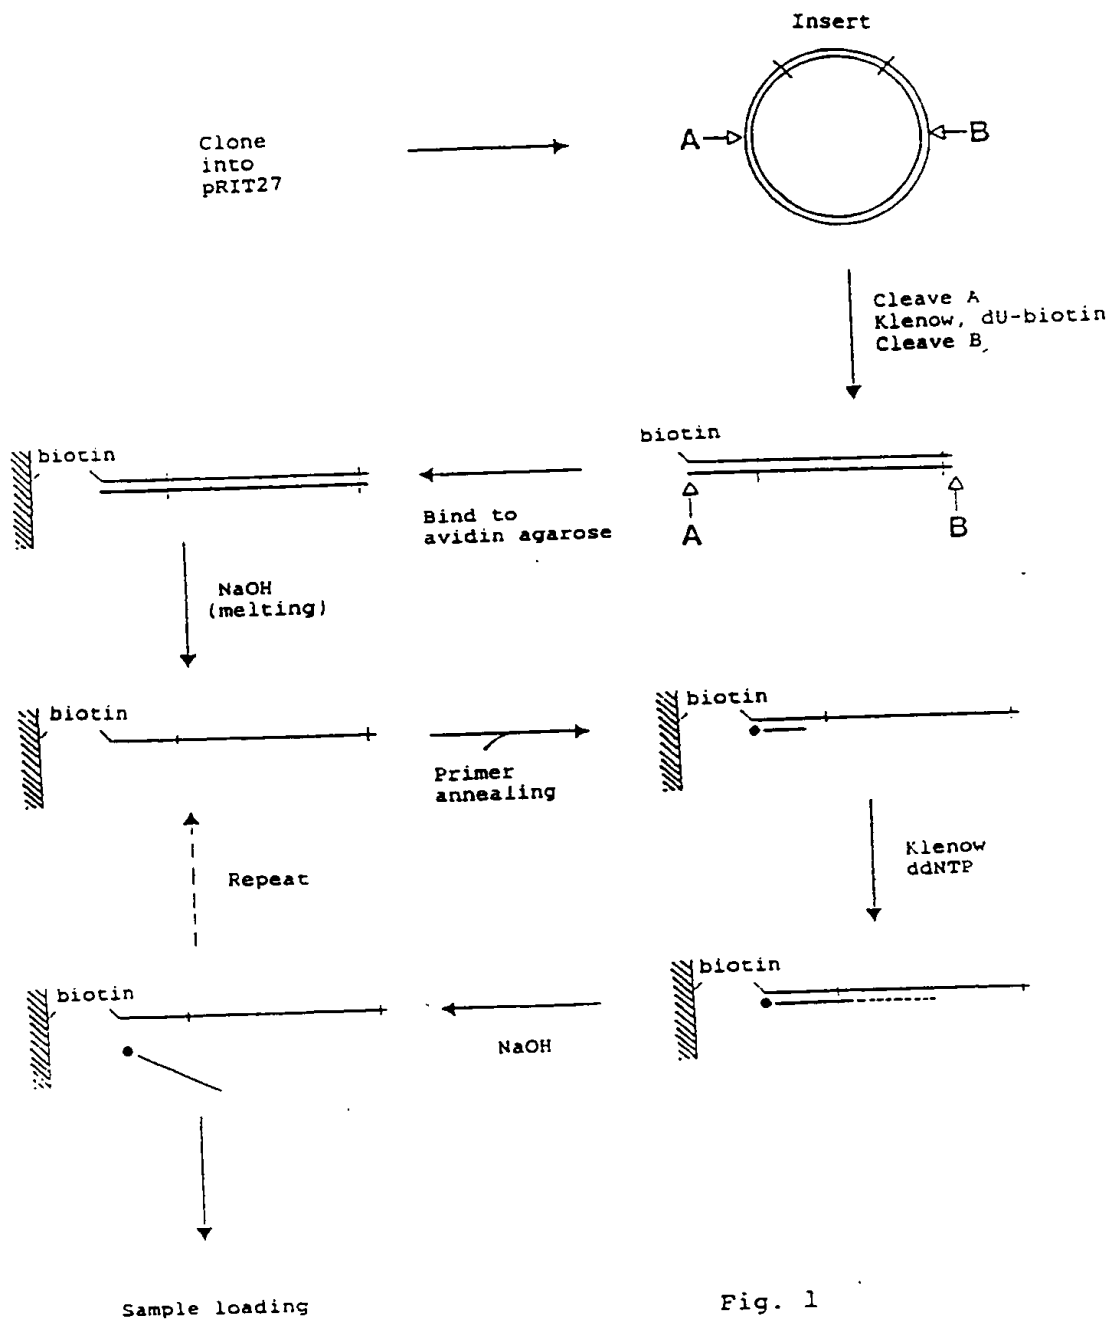 Insert
Clone
into
pRIT27
A
B
Cleave A
Klenow, dU-biotin
Cleave B
biotin
biotin
A
B
Bind to
avidin agarose
NaOH
(melting)
biotin
Primer
annealing
biotin
Klenow
ddNTP
Repeat
biotin
NaOH
biotin
Sample loading
Fig. 1